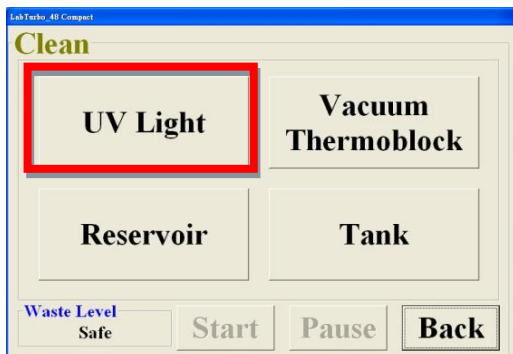 LabTurbo_48 Compact
Clean
UV Light
Vacuum
Thermoblock
Reservoir
Tank
Waste Level
Safe
Start
Pause
Back